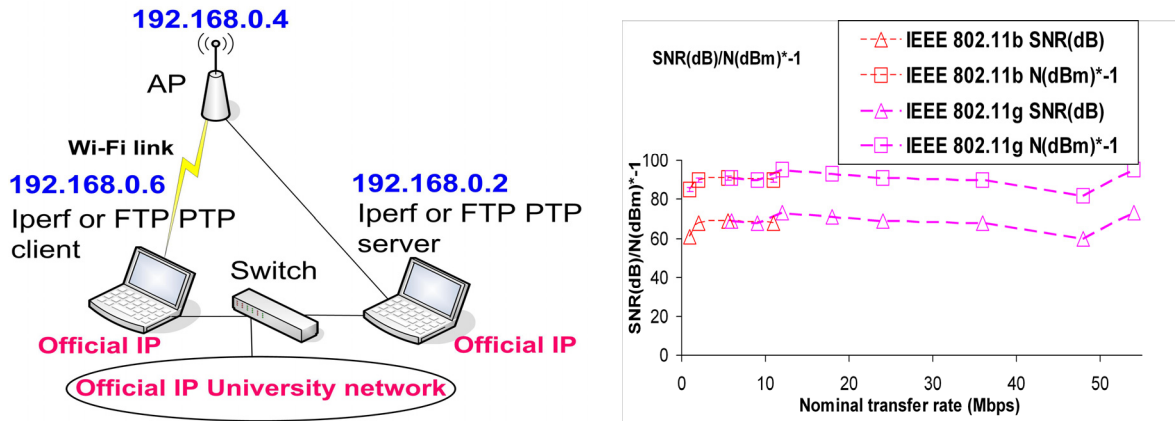 192.168.0.4
AP
Wi-Fi link
192.168.0.6
Iperf or FTP PTP
client
192.168.0.2
Iperf or FTP PTP
server
Switch
Official IP
Official IP
Official IP University network
SNR(dB)/N(dBm)*-1
IEEE 802.11b SNR(dB)
IEEE 802.11b N(dBm)*-1
IEEE 802.11g SNR(dB)
IEEE 802.11g N(dBm)*-1
SNR(dB)/N(dBm)*-1
100
80
60
40
20
0
0 10 20 30 40 50
Nominal transfer rate (Mbps)